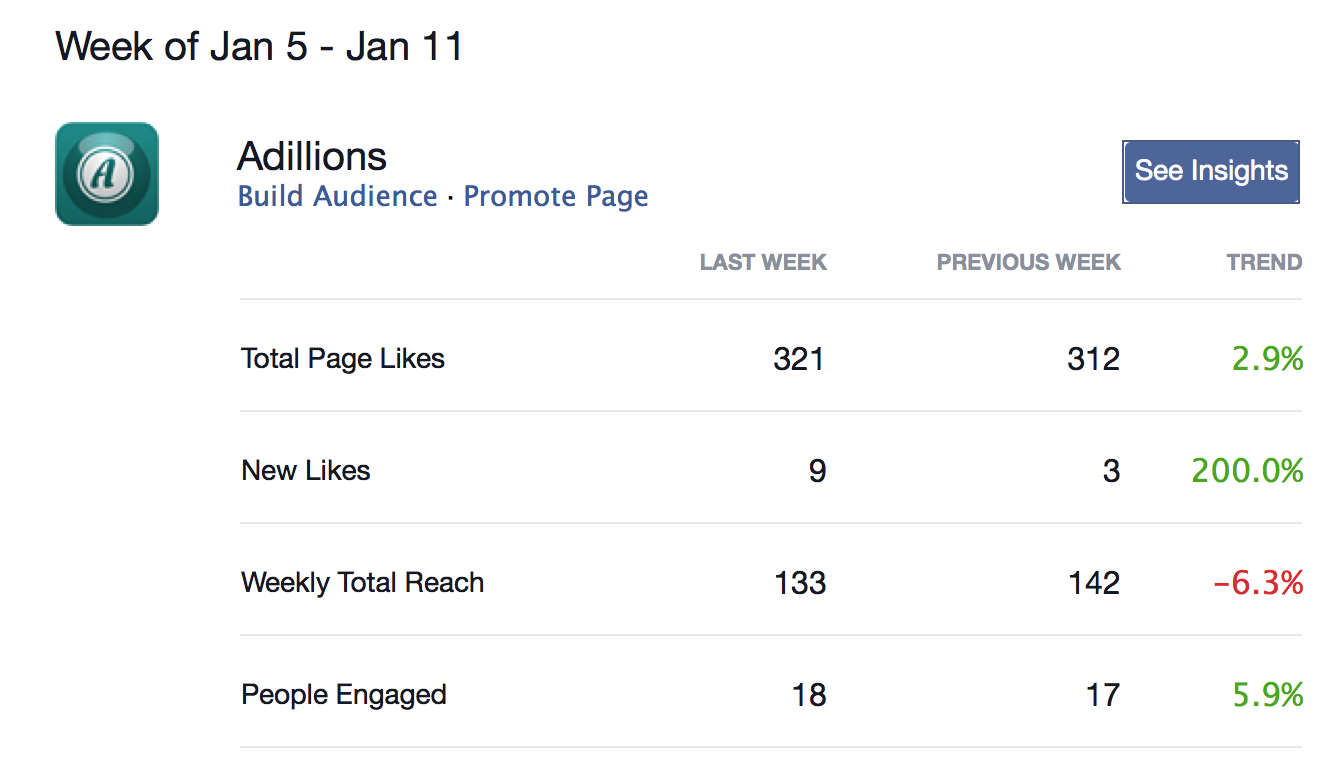 Week of Jan 5 - Jan 11
A
Adillions
See Insights
Build Audience · Promote Page
LAST WEEK PREVIOUS WEEK TREND
Total Page Likes 321 312 2.9%
New Likes 9 3 200.0%
Weekly Total Reach 133 142 -6.3%
People Engaged 18 17 5.9%